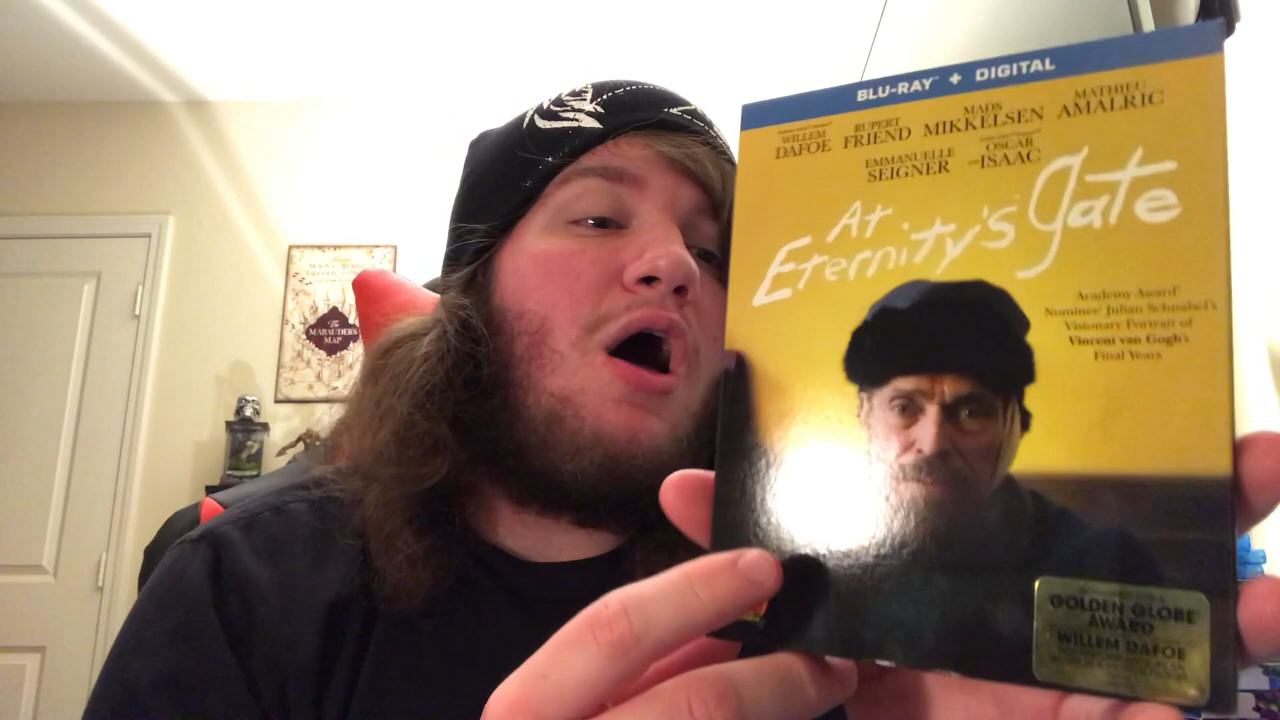 BLU-RAY + DIGITAL
WILLEM DAFOE
RUPERT FRIEND
MADS MIKKELSEN
MATHIEU AMALRIC
EMMANUELLE SEIGNER
OSCAR ISAAC
At
Eternity's Gate
Academy Award
Nominee Julian Schnabel's
Visionary Portrait of
Vincent van Gogh's
Final Years
GOLDEN GLOBE
AWARD
WILLEM DAFOE
The
MARAUDER'S
MAP